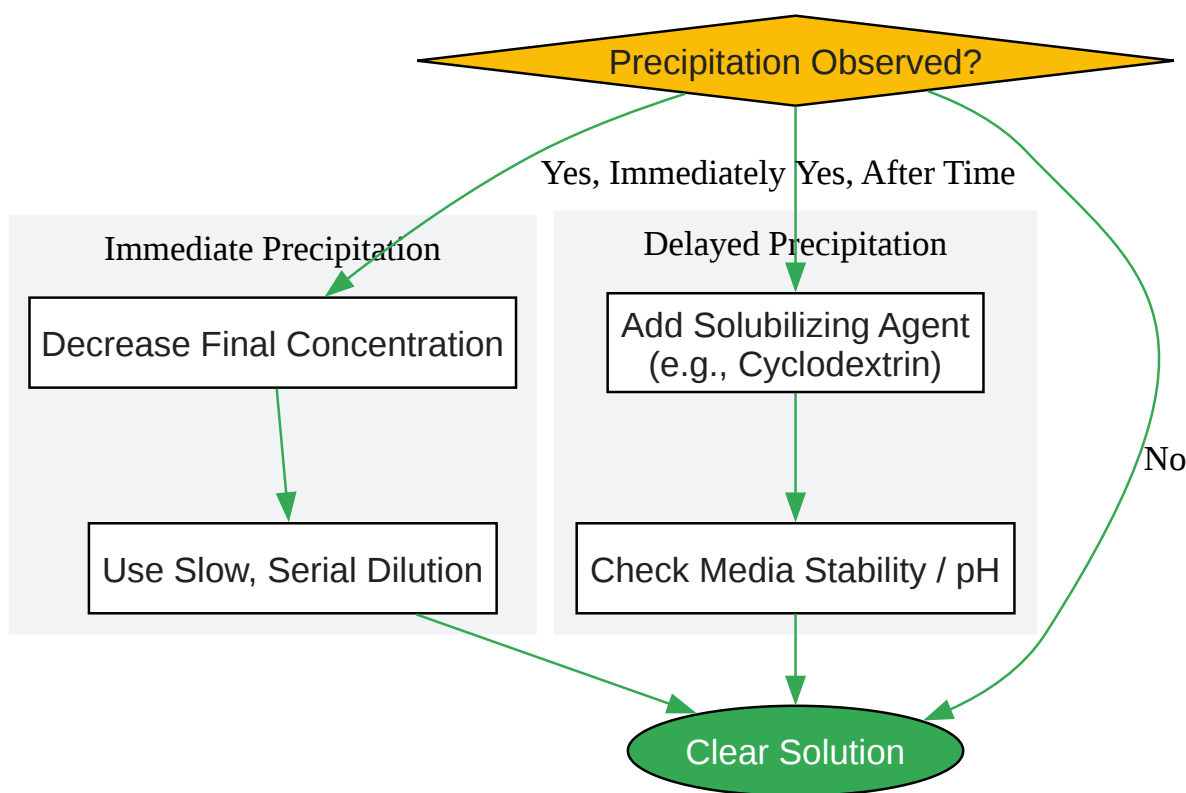 Precipitation Observed?
Yes, Immediately
Yes, After Time
Immediate Precipitation
Delayed Precipitation
Decrease Final Concentration
Add Solubilizing Agent
(e.g., Cyclodextrin)
No
Use Slow, Serial Dilution
Check Media Stability / pH
Clear Solution